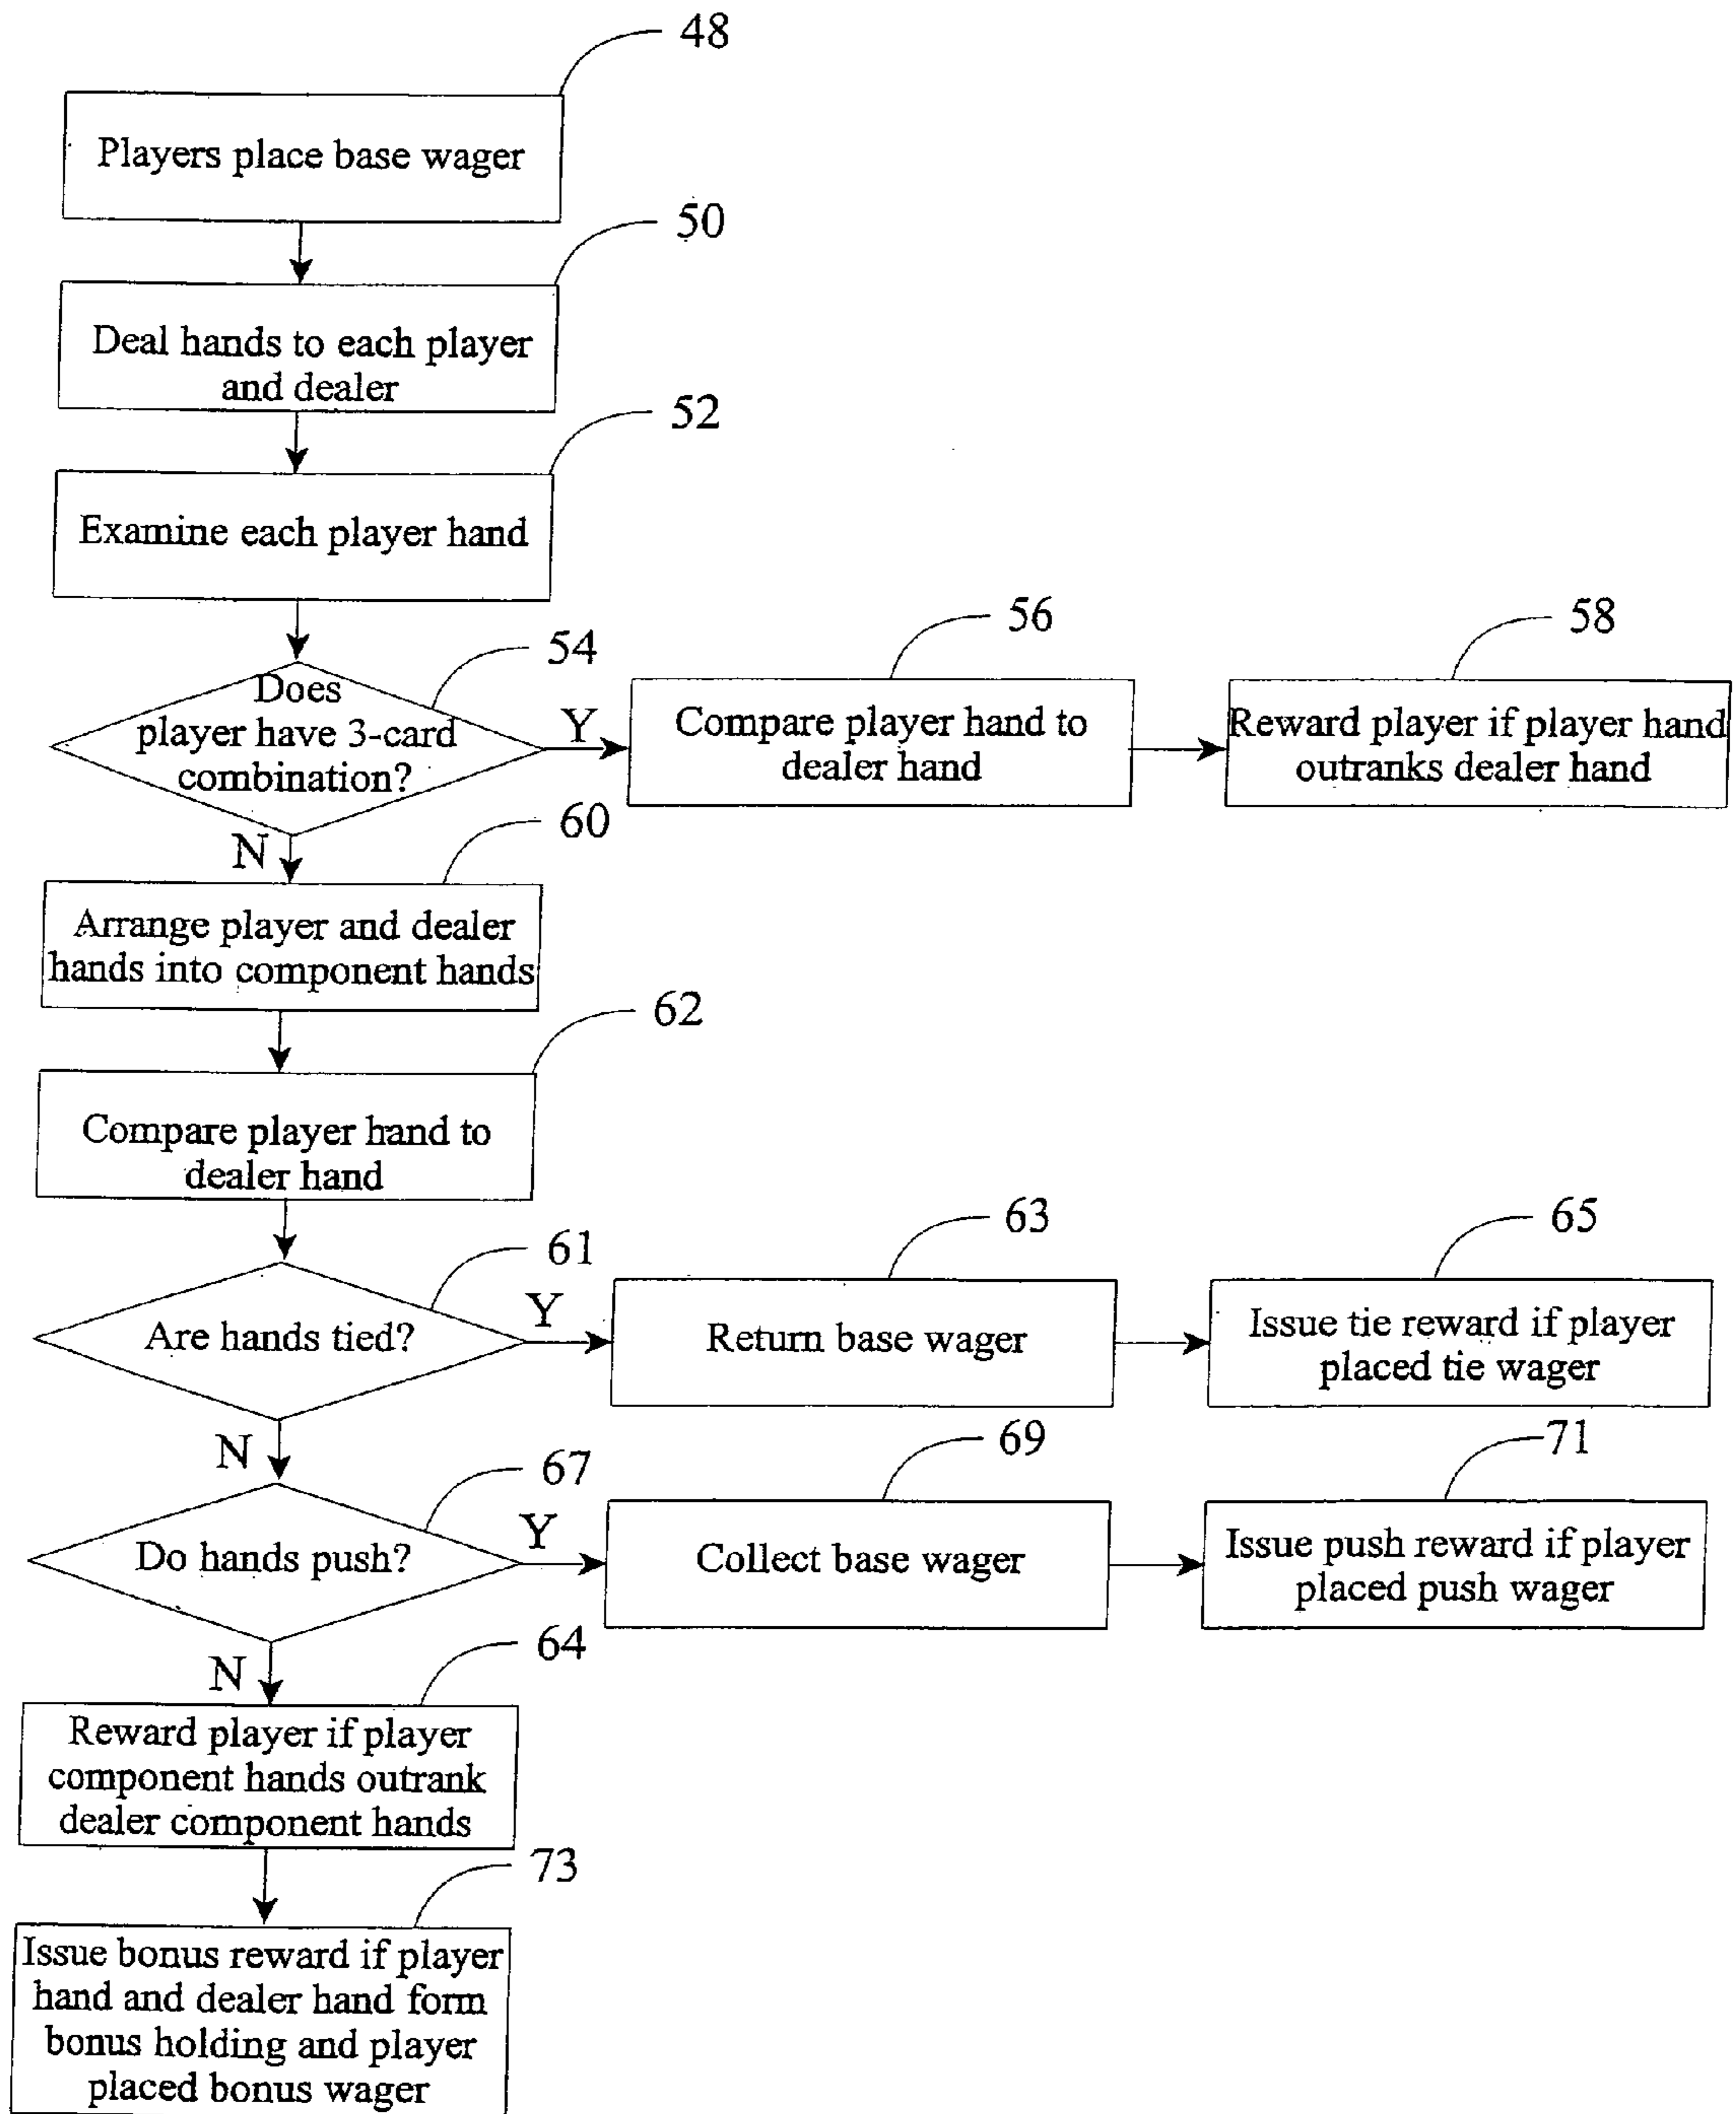 48
Players place base wager
50
Deal hands to each player
and dealer
52
Examine each player hand
54
Does
player have 3-card
combination?
Y
56
Compare player hand to
dealer hand
58
Reward player if player hand
outranks dealer hand
N
60
Arrange player and dealer
hands into component hands
62
Compare player hand to
dealer hand
61
Are hands tied?
Y
63
Return base wager
65
Issue tie reward if player
placed tie wager
N
67
Do hands push?
Y
69
Collect base wager
71
Issue push reward if player
placed push wager
N
64
Reward player if player
component hands outrank
dealer component hands
73
Issue bonus reward if player
hand and dealer hand form
bonus holding and player
placed bonus wager